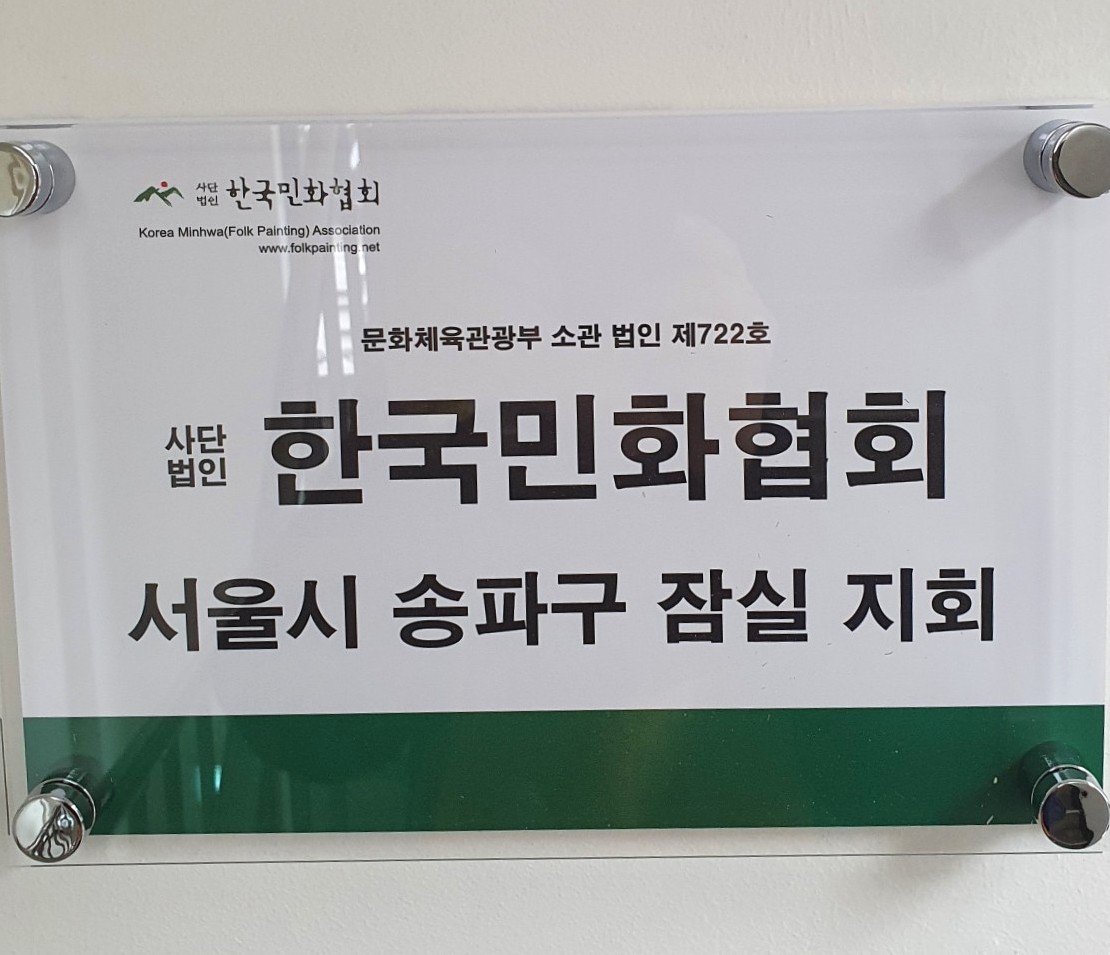 사단
법인 한국민화협회
Korea Minhwa(Folk Painting) Association
www.folkpainting.net
문화체육관광부 소관 법인 제722호
사단
법인 한국민화협회
서울시 송파구 잠실 지회